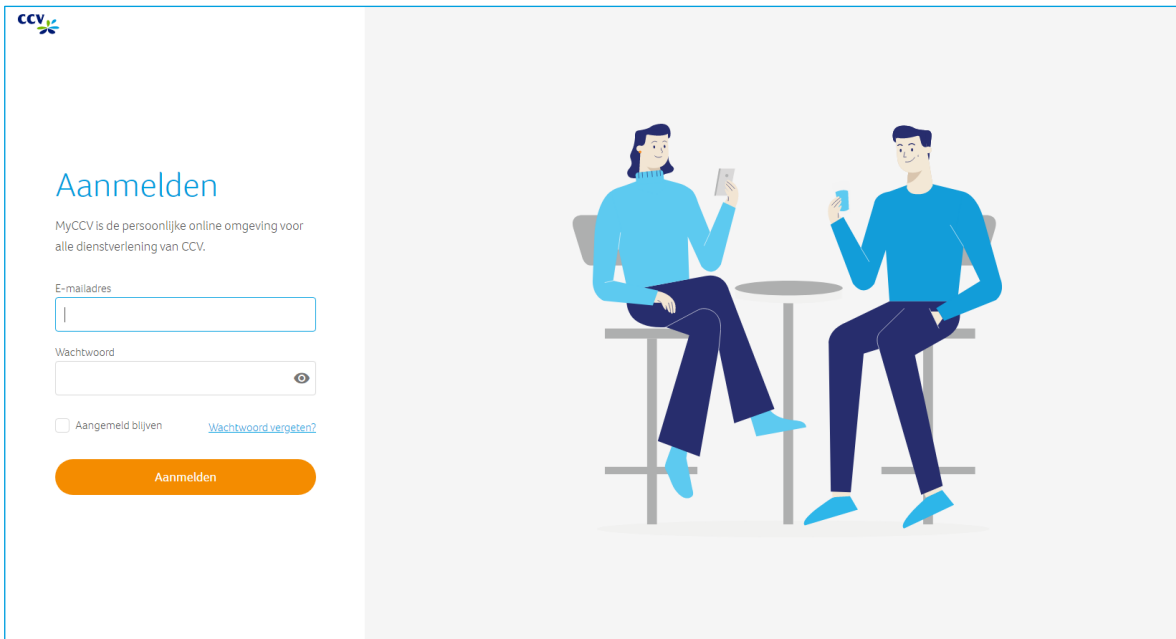 CCV
Aanmelden
MyCCV is de persoonlijke online omgeving voor
alle dienstverlening van CCV.
E-mailadres
Wachtwoord
Aangemeld blijven
Wachtwoord vergeten?
Aanmelden